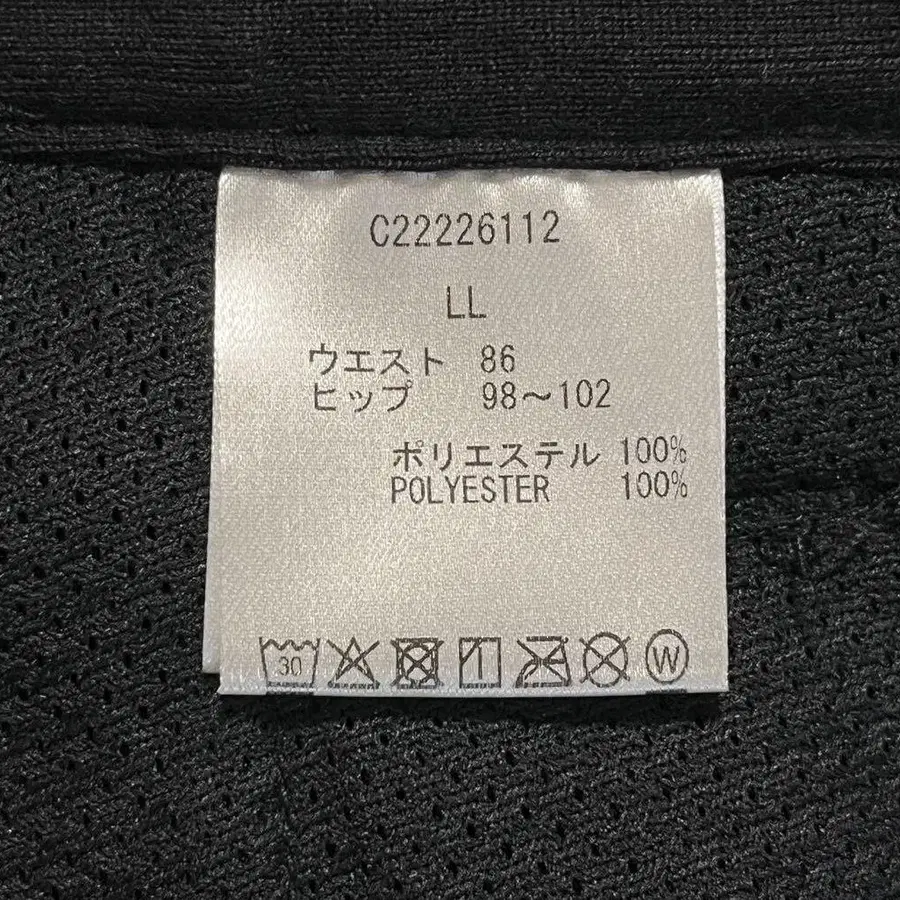 C22226112
LL
ウエスト 86
ヒップ 98～102
ポリエステル 100%
POLYESTER 100%
30 W